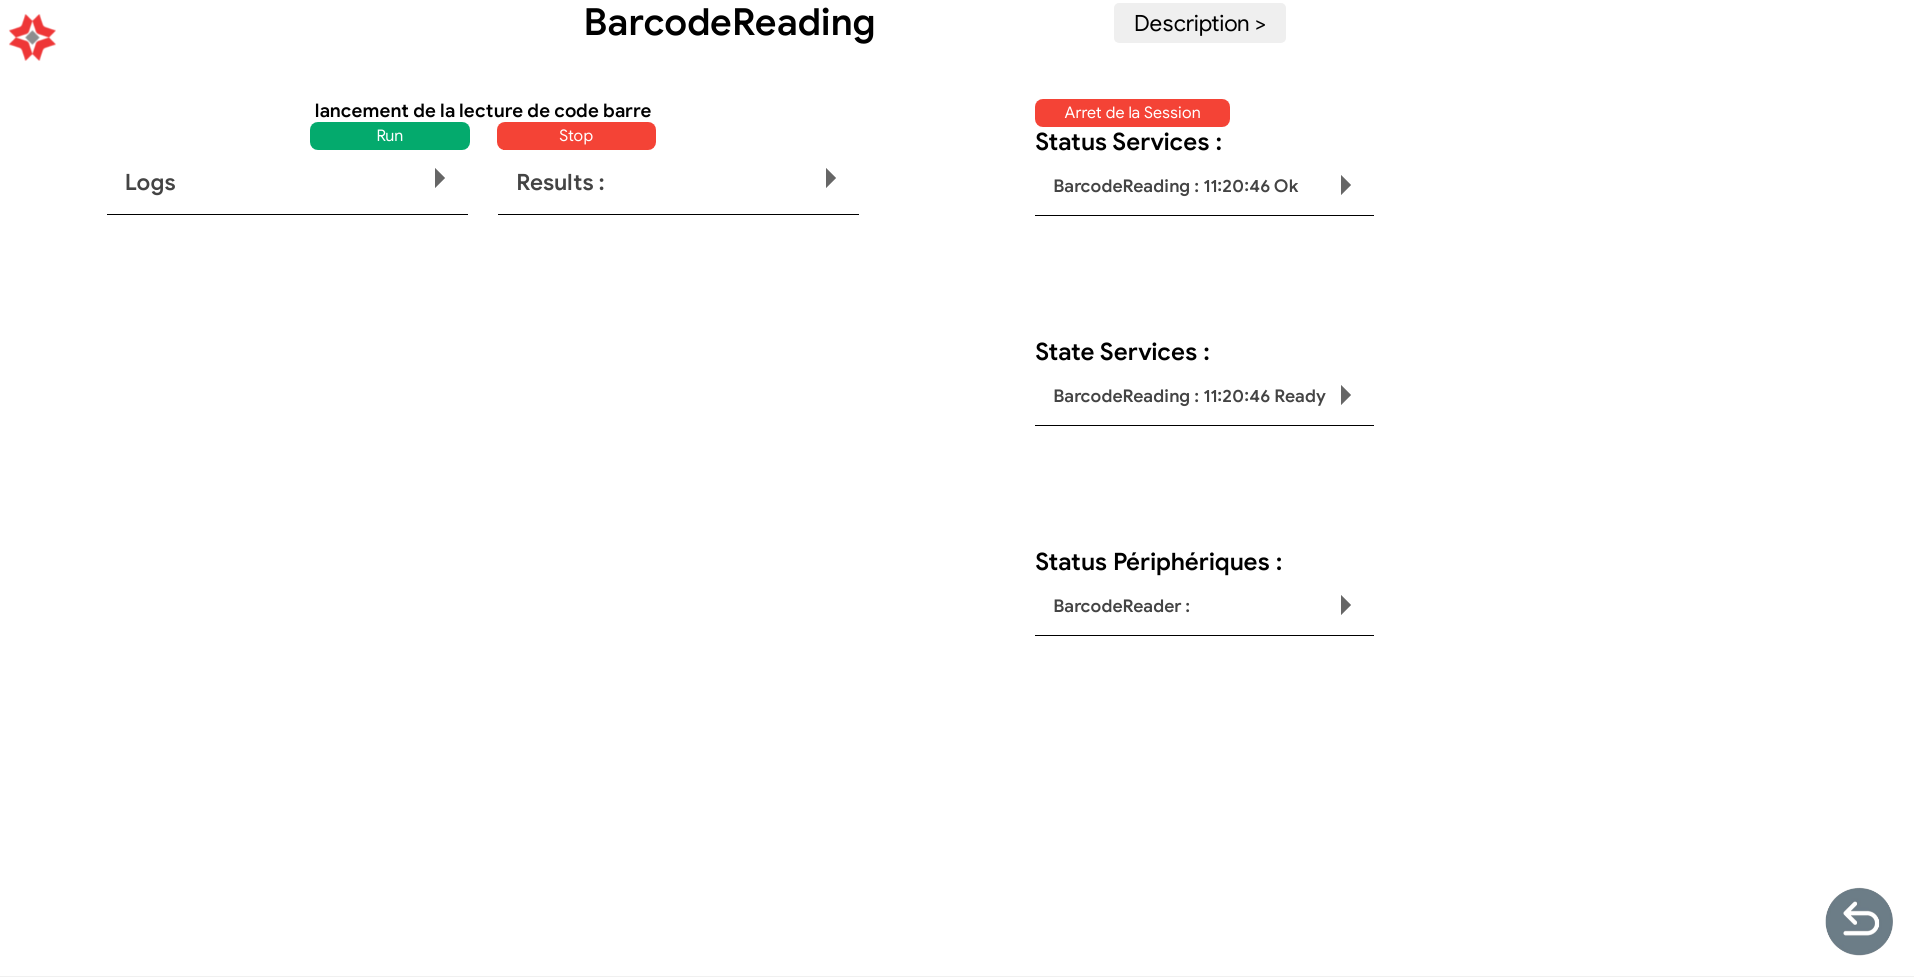 BarcodeReading
Description >
lancement de la lecture de code barre
Run
Stop
Logs
Results :
Arret de la Session
Status Services :
BarcodeReading : 11:20:46 Ok
State Services :
BarcodeReading : 11:20:46 Ready
Status Périphériques :
BarcodeReader :